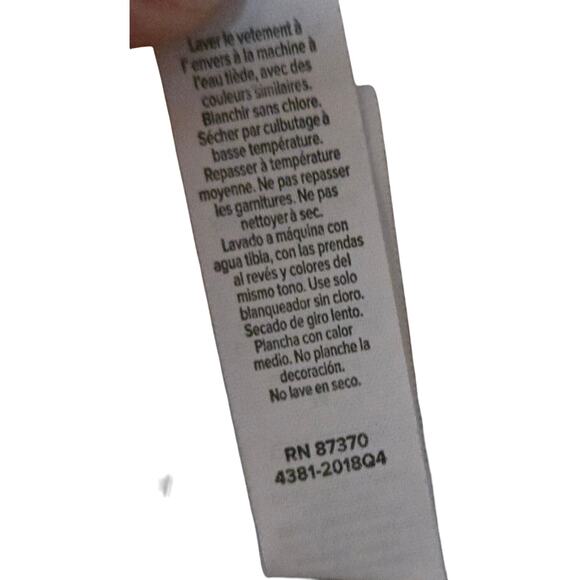 Laver le vetement à
l'envers à la machine à
l'eau tiède, avec des
couleurs similaires.
Blanchir sans chlore.
Sécher par culbutage à
basse température.
Repasser à température
moyenne. Ne pas repasser
les garnitures. Ne pas
nettoyer à sec.
Lavado a máquina con
agua tibia, con las prendas
al revés y colores del
mismo tono. Use solo
blanqueador sin cloro.
Secado de giro lento.
Plancha con calor
medio. No planche la
decoración.
No lave en seco.
RN 87370
4381-2018Q4